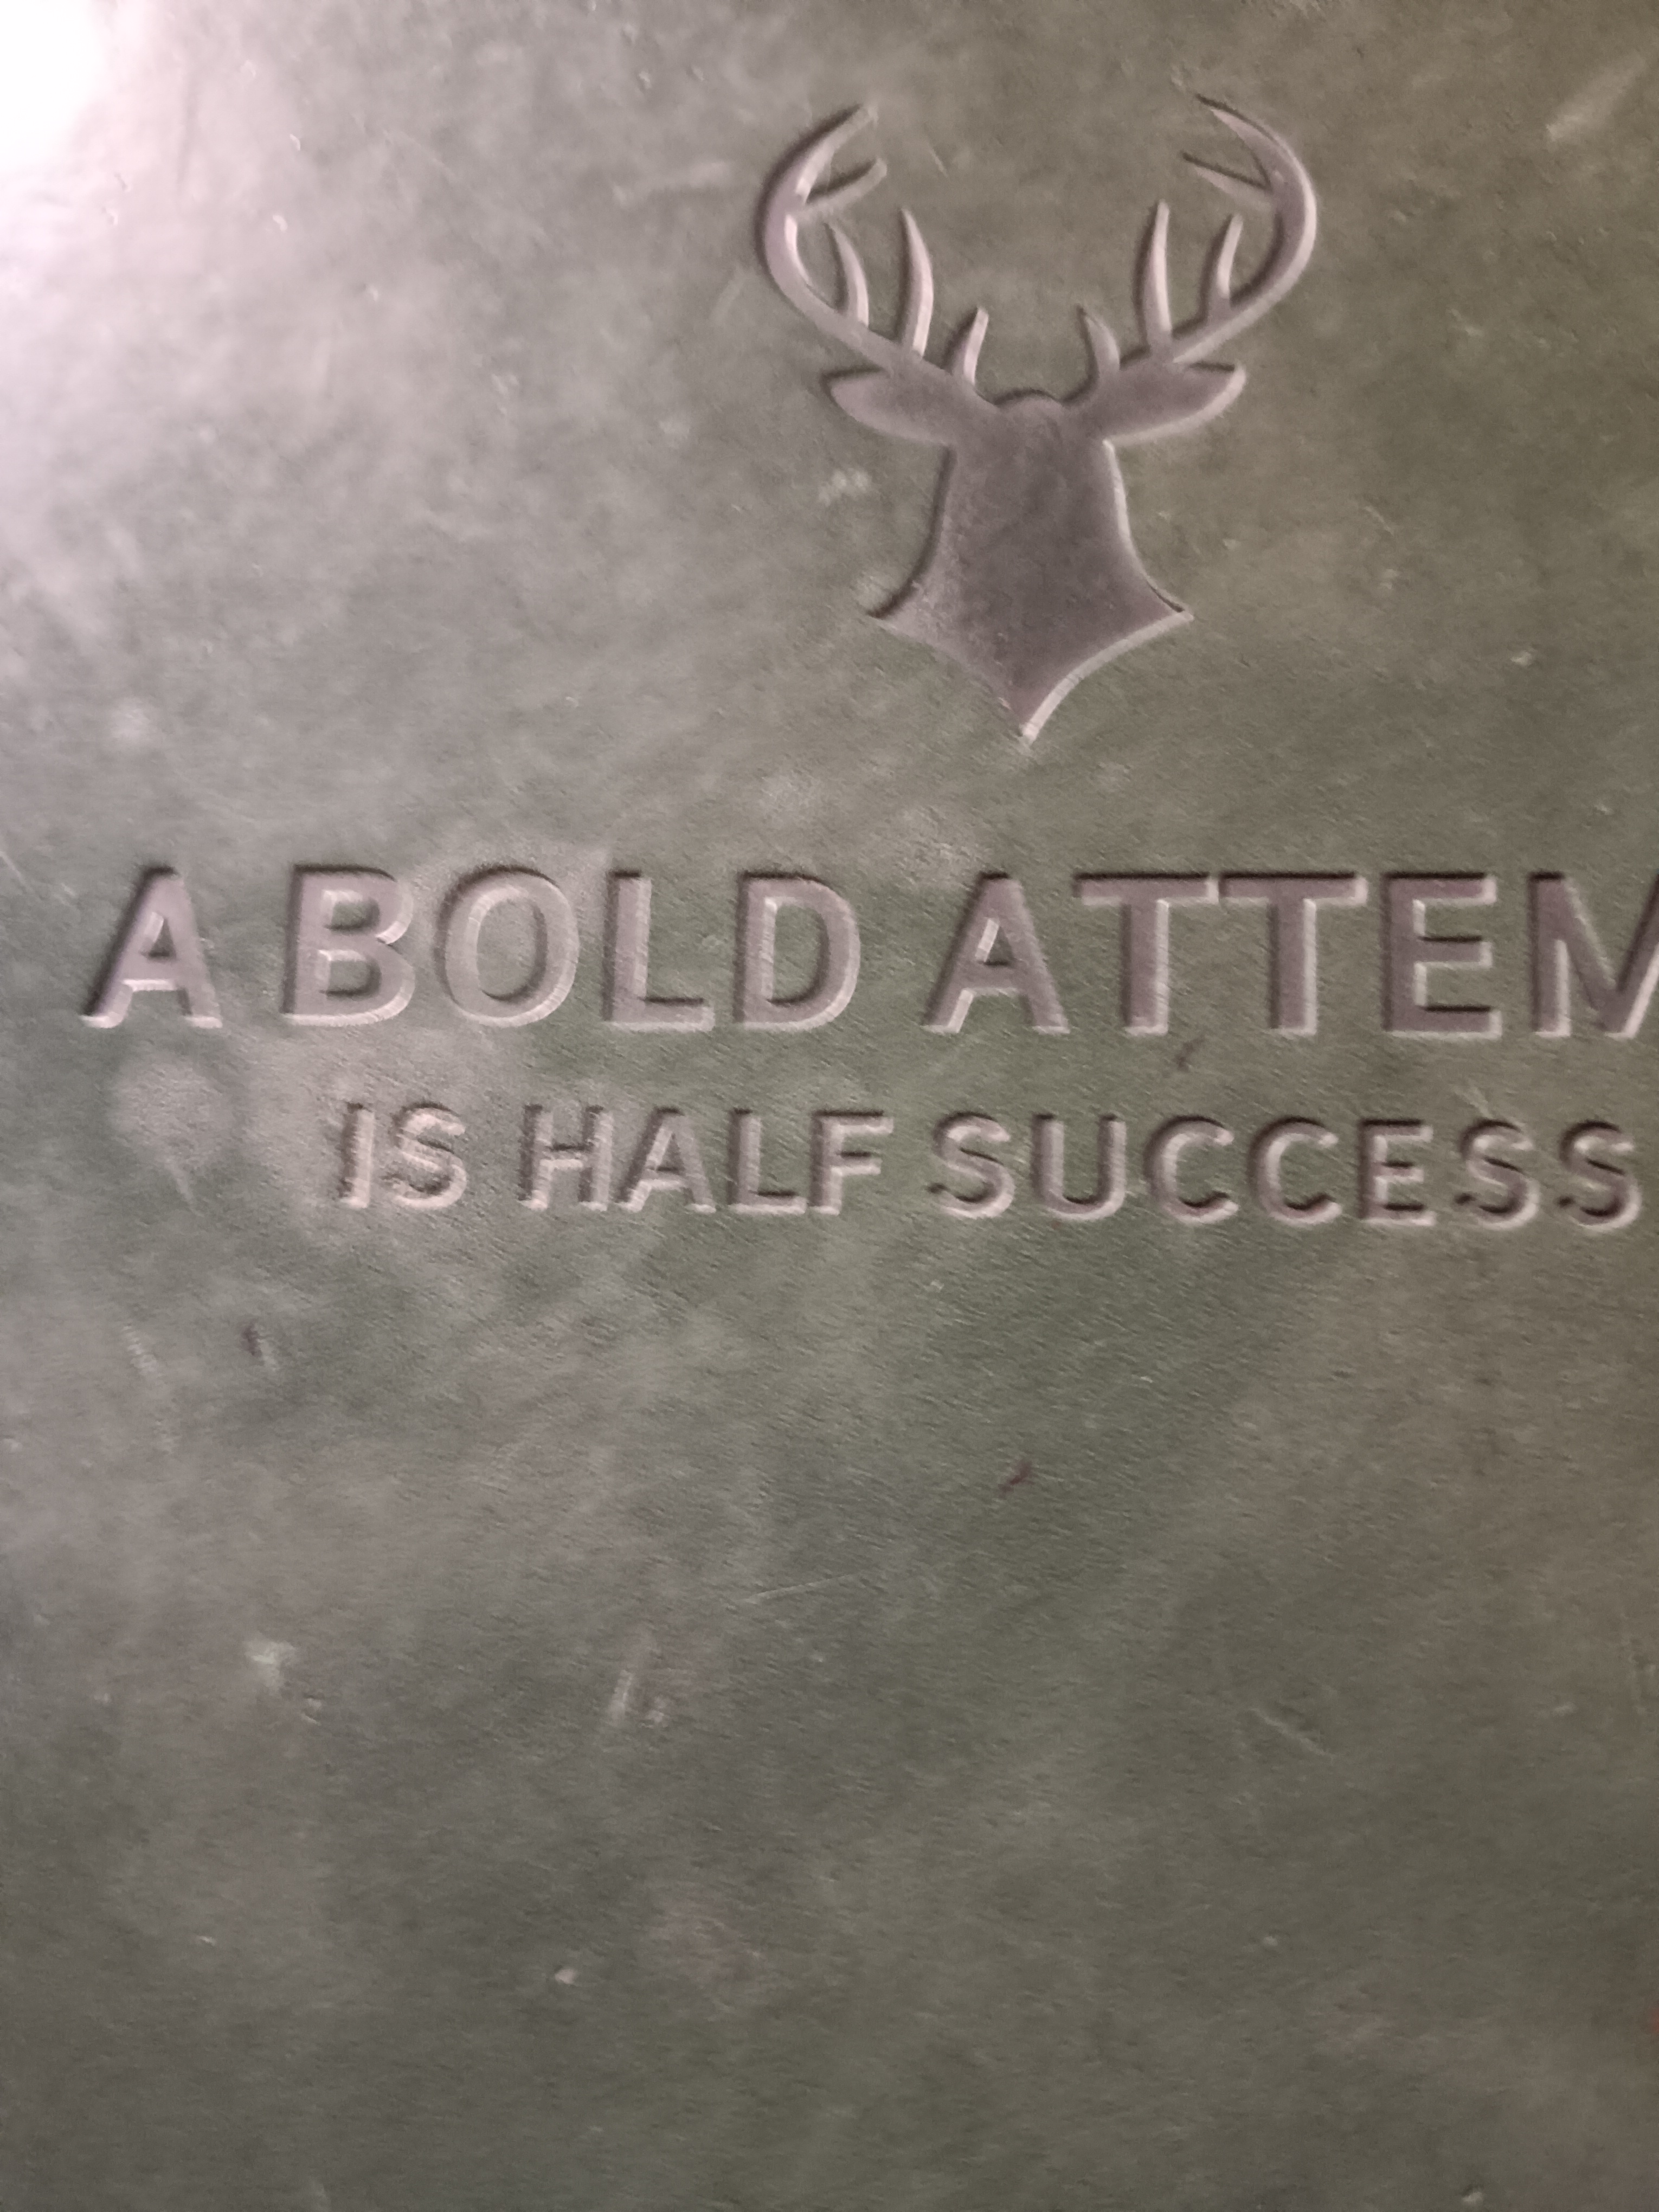 A BOLD ATTEM
IS HALF SUCCESS